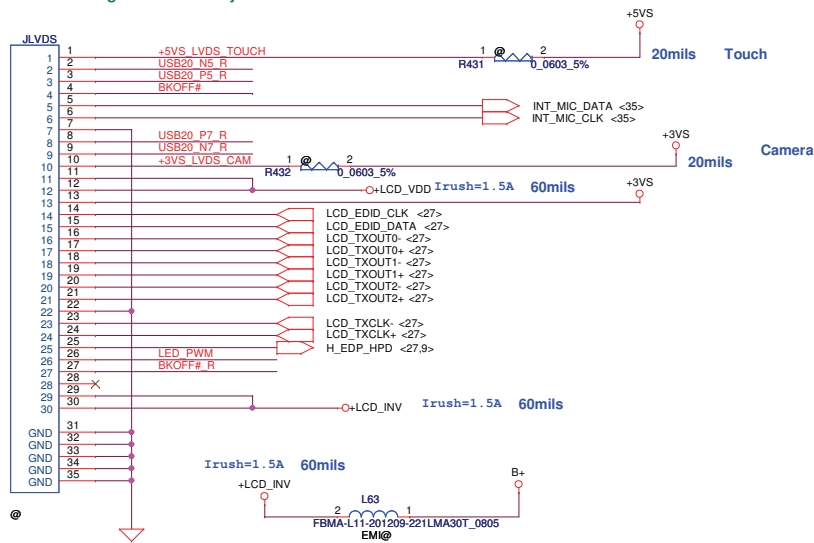 +5VS
JLVDS
1 1 +5VS_LVDS_TOUCH 1 @ 2 20mils Touch
R431 0_0603_5%
2 2 USB20_N5_R
3 3 USB20_P5_R
4 4 BKOFF#
5 5 INT_MIC_DATA <35>
6 6 INT_MIC_CLK <35>
7 7
8 8 USB20_P7_R +3VS
9 9 USB20_N7_R Camera
10 10 +3VS_LVDS_CAM 1 @ 2 20mils
R432 0_0603_5%
11 11
12 12 +LCD_VDD Irush=1.5A 60mils +3VS
13 13
14 14 LCD_EDID_CLK <27>
15 15 LCD_EDID_DATA <27>
16 16 LCD_TXOUT0- <27>
17 17 LCD_TXOUT0+ <27>
18 18 LCD_TXOUT1- <27>
19 19 LCD_TXOUT1+ <27>
20 20 LCD_TXOUT2- <27>
21 21 LCD_TXOUT2+ <27>
22 22
23 23 LCD_TXCLK- <27>
24 24 LCD_TXCLK+ <27>
25 25 H_EDP_HPD <27,9>
26 26 LED_PWM
27 27 BKOFF#_R
28 28
29 29
30 30 +LCD_INV Irush=1.5A 60mils
GND 31
GND 32
GND 33
GND 34
GND 35
@
Irush=1.5A 60mils
+LCD_INV B+
L63
2 1
FBMA-L11-201209-221LMA30T_0805
EMI@